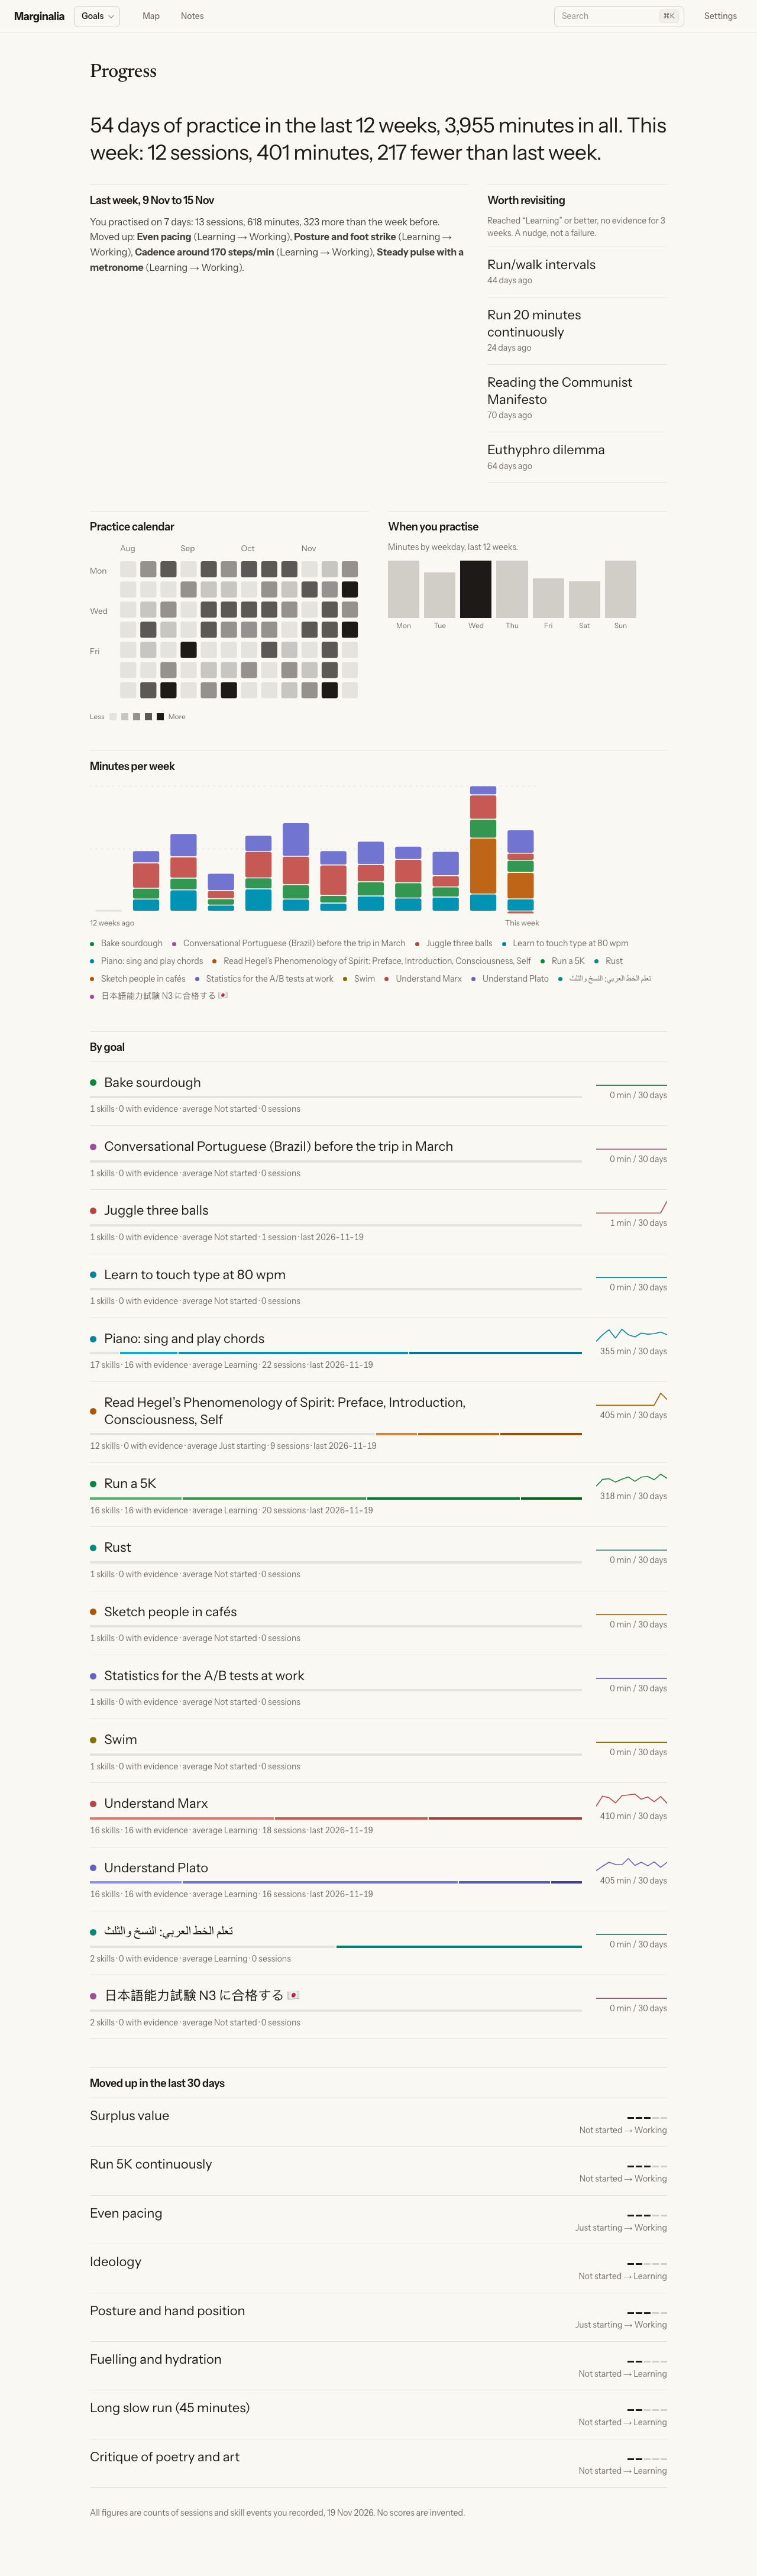 Marginalia
Goals
Map
Notes
Search
⌘K
Settings
Progress
54 days of practice in the last 12 weeks, 3,955 minutes in all. This
week: 12 sessions, 401 minutes, 217 fewer than last week.
Last week, 9 Nov to 15 Nov
You practised on 7 days: 13 sessions, 618 minutes, 323 more than the week before.
Moved up: Even pacing (Learning → Working), Posture and foot strike (Learning →
Working), Cadence around 170 steps/min (Learning → Working), Steady pulse with a
metronome (Learning → Working).
Worth revisiting
Reached “Learning” or better, no evidence for 3
weeks. A nudge, not a failure.
Run/walk intervals
44 days ago
Run 20 minutes
continuously
24 days ago
Reading the Communist
Manifesto
70 days ago
Euthyphro dilemma
64 days ago
Practice calendar
Aug
Sep
Oct
Nov
Mon
Wed
Fri
Less
More
When you practise
Minutes by weekday, last 12 weeks.
Mon
Tue
Wed
Thu
Fri
Sat
Sun
Minutes per week
12 weeks ago
This week
Bake sourdough
Conversational Portuguese (Brazil) before the trip in March
Juggle three balls
Learn to touch type at 80 wpm
Piano: sing and play chords
Read Hegel’s Phenomenology of Spirit: Preface, Introduction, Consciousness, Self
Run a 5K
Rust
Sketch people in cafés
Statistics for the A/B tests at work
Swim
Understand Marx
Understand Plato
تعلم الخط العربي: النسخ والثلث
日本語能力試験 N3 に合格する 🇯🇵
By goal
Bake sourdough
1 skills · 0 with evidence · average Not started · 0 sessions
0 min / 30 days
Conversational Portuguese (Brazil) before the trip in March
1 skills · 0 with evidence · average Not started · 0 sessions
0 min / 30 days
Juggle three balls
1 skills · 0 with evidence · average Not started · 1 session · last 2026-11-19
1 min / 30 days
Learn to touch type at 80 wpm
1 skills · 0 with evidence · average Not started · 0 sessions
0 min / 30 days
Piano: sing and play chords
17 skills · 16 with evidence · average Learning · 22 sessions · last 2026-11-19
355 min / 30 days
Read Hegel’s Phenomenology of Spirit: Preface, Introduction,
Consciousness, Self
12 skills · 0 with evidence · average Just starting · 9 sessions · last 2026-11-19
405 min / 30 days
Run a 5K
16 skills · 16 with evidence · average Learning · 20 sessions · last 2026-11-19
318 min / 30 days
Rust
1 skills · 0 with evidence · average Not started · 0 sessions
0 min / 30 days
Sketch people in cafés
1 skills · 0 with evidence · average Not started · 0 sessions
0 min / 30 days
Statistics for the A/B tests at work
1 skills · 0 with evidence · average Not started · 0 sessions
0 min / 30 days
Swim
1 skills · 0 with evidence · average Not started · 0 sessions
0 min / 30 days
Understand Marx
16 skills · 16 with evidence · average Learning · 18 sessions · last 2026-11-19
410 min / 30 days
Understand Plato
16 skills · 16 with evidence · average Learning · 16 sessions · last 2026-11-19
405 min / 30 days
تعلم الخط العربي: النسخ والثلث
2 skills · 0 with evidence · average Learning · 0 sessions
0 min / 30 days
日本語能力試験 N3 に合格する 🇯🇵
2 skills · 0 with evidence · average Not started · 0 sessions
0 min / 30 days
Moved up in the last 30 days
Surplus value
Not started → Working
Run 5K continuously
Not started → Working
Even pacing
Just starting → Working
Ideology
Not started → Learning
Posture and hand position
Just starting → Working
Fuelling and hydration
Not started → Learning
Long slow run (45 minutes)
Not started → Learning
Critique of poetry and art
Not started → Learning
All figures are counts of sessions and skill events you recorded, 19 Nov 2026. No scores are invented.